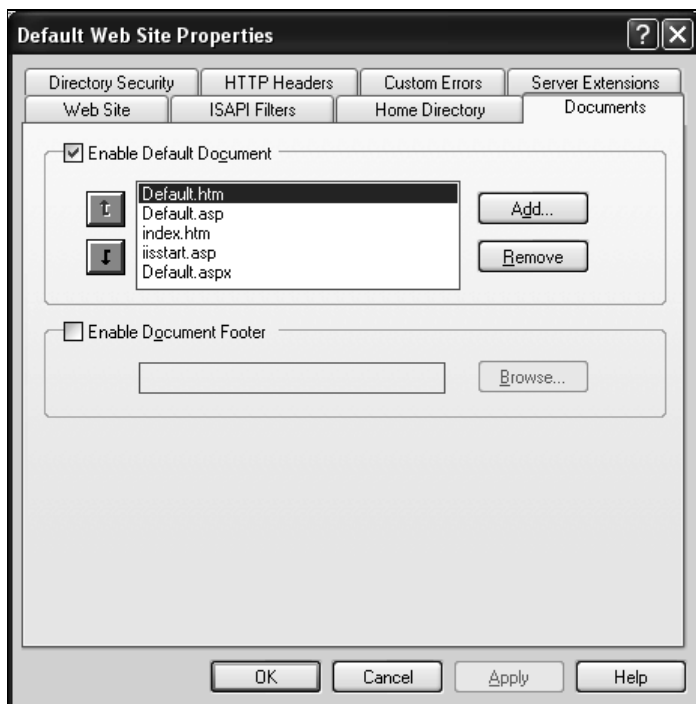 Default Web Site Properties
Directory Security HTTP Headers Custom Errors Server Extensions
Web Site ISAPI Filters Home Directory Documents
Enable Default Document
Default.htm
Default.asp
index.htm
iisstart.asp
Default.aspx
Add...
Remove
Enable Document Footer
Browse...
OK Cancel Apply Help